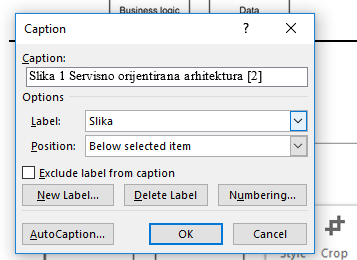 Business logic Data
Caption
Caption:
Slika 1 Servisno orijentirana arhitektura [2]
Options
Label: Slika
Position: Below selected item
Exclude label from caption
New Label... Delete Label Numbering...
AutoCaption... OK Cancel
Style Crop